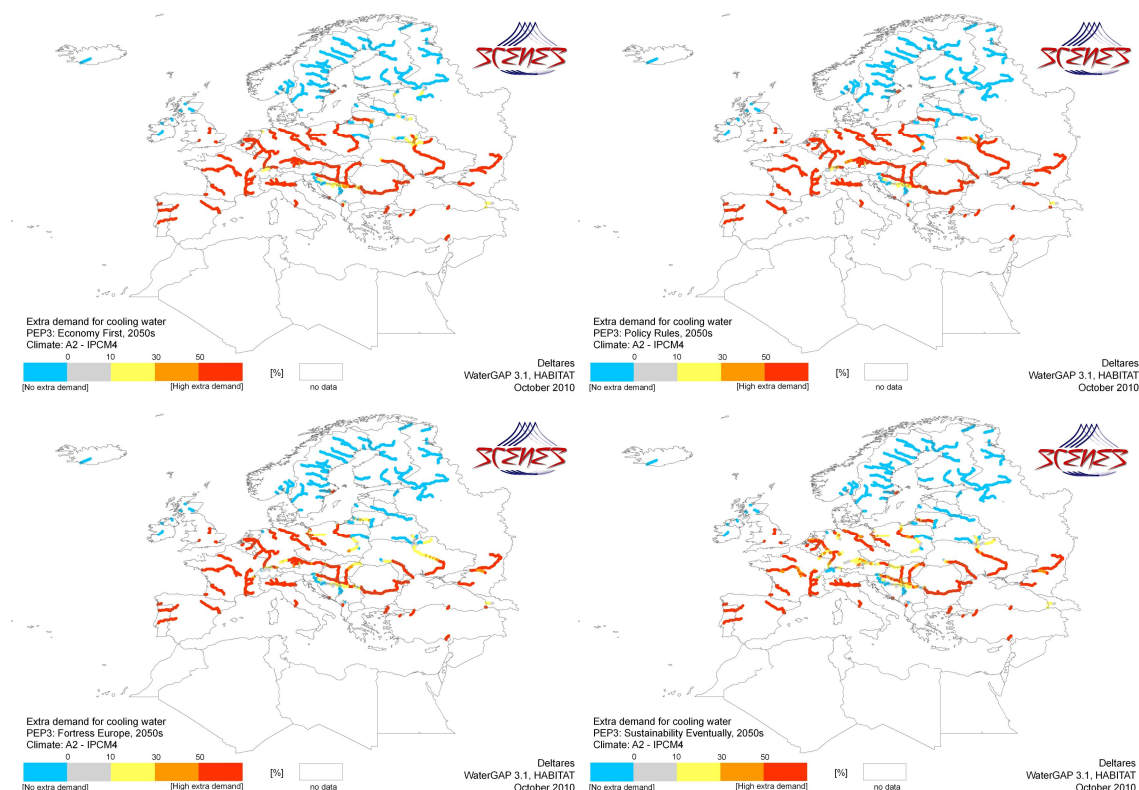 SCENES
Extra demand for cooling water
PEP3: Economy First, 2050s
Climate: A2 - IPCM4
0 10 30 50
[No extra demand] [High extra demand]
[%]
no data
Deltares
WaterGAP 3.1, HABITAT
October 2010
SCENES
Extra demand for cooling water
PEP3: Policy Rules, 2050s
Climate: A2 - IPCM4
0 10 30 50
[No extra demand] [High extra demand]
[%]
no data
Deltares
WaterGAP 3.1, HABITAT
October 2010
SCENES
Extra demand for cooling water
PEP3: Fortress Europe, 2050s
Climate: A2 - IPCM4
0 10 30 50
[No extra demand] [High extra demand]
[%]
no data
Deltares
WaterGAP 3.1, HABITAT
October 2010
SCENES
Extra demand for cooling water
PEP3: Sustainability Eventually, 2050s
Climate: A2 - IPCM4
0 10 30 50
[No extra demand] [High extra demand]
[%]
no data
Deltares
WaterGAP 3.1, HABITAT
October 2010